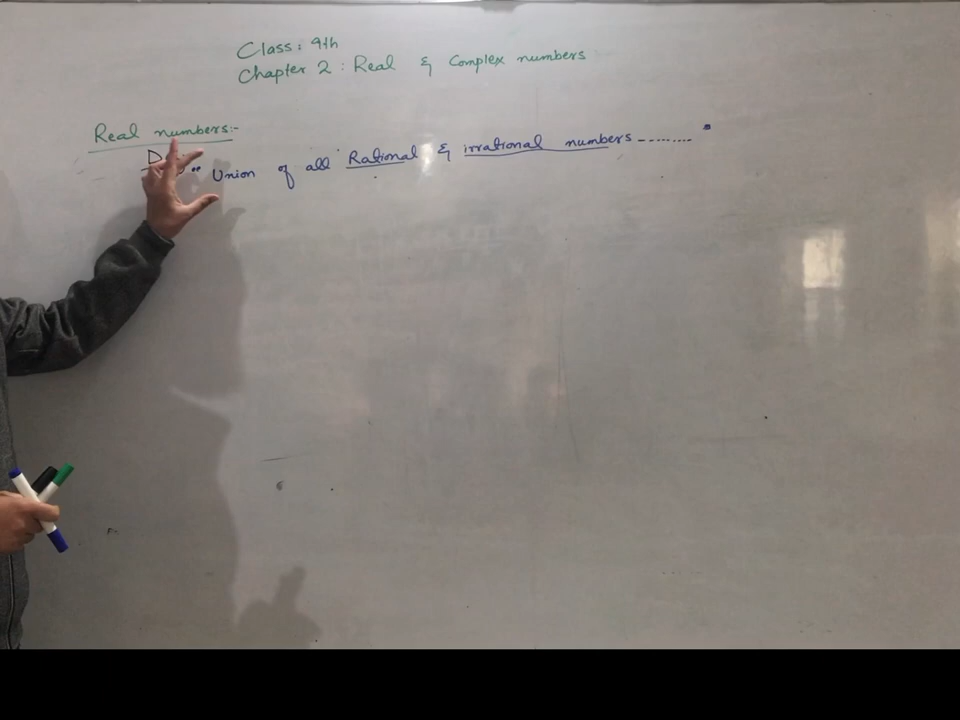 Class: 9th
Chapter 2: Real & Complex numbers
Real numbers:-
" Union of all Rational & irrational numbers --------- "